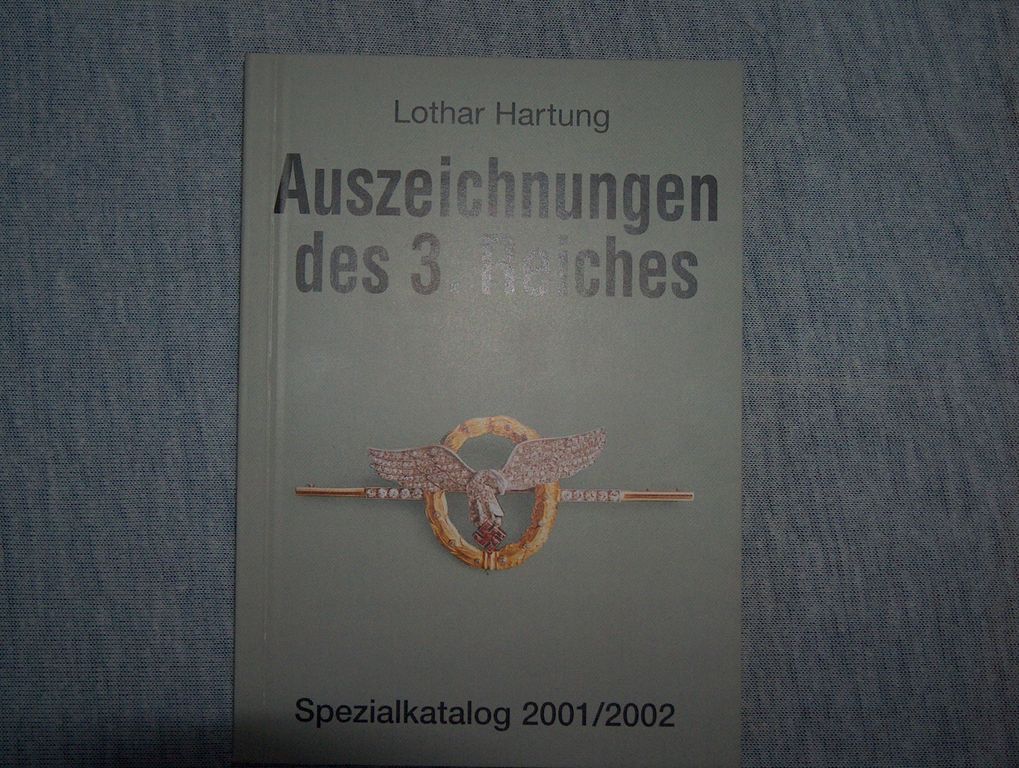 Lothar Hartung
Auszeichnungen
des 3. Reiches
Spezialkatalog 2001/2002